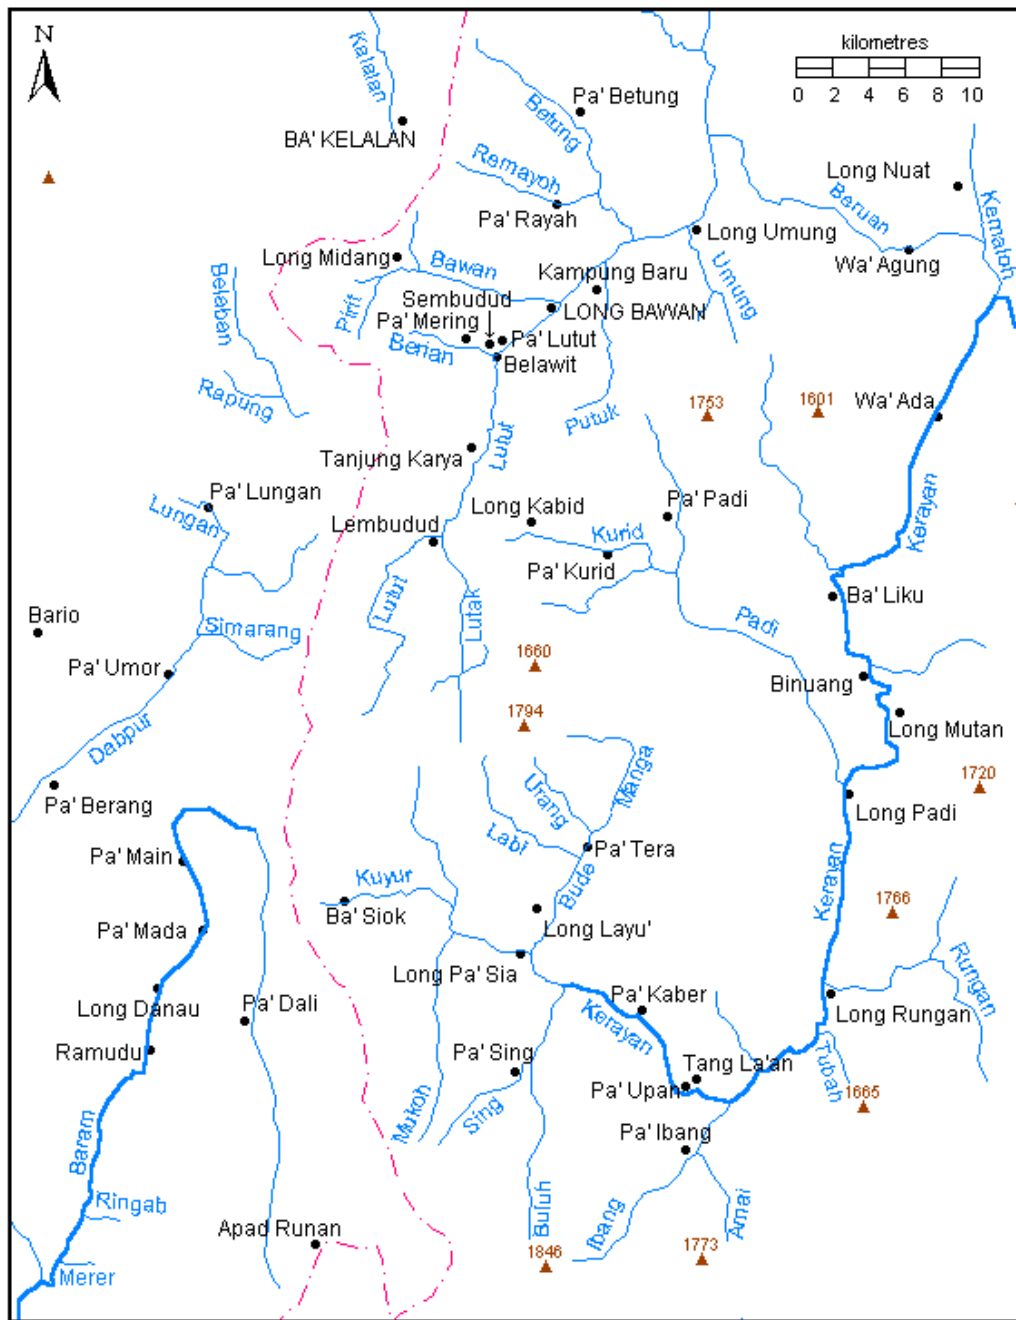 N
kilometres
0 2 4 6 8 10
Kalalan
Pa' Betung
Betung
BA' KELALAN
Remayoh
Long Nuat
Beruan
Kemaloh
Pa' Rayah
Long Umung
Wa' Agung
Long Midang
Bawan
Kampung Baru
Umung
Belaban
Pirit
Sembudud
LONG BAWAN
Pa' Mering
Pa' Lutut
Berian
Belawit
Rapung
Putuk
1753
1601
Wa' Ada
Tanjung Karya
Lutut
Pa' Lungan
Lungan
Long Kabid
Pa' Padi
Kerayan
Lembudud
Kurid
Pa' Kurid
Lutut
Lutak
Ba' Liku
Bario
Simarang
Padi
Pa' Umor
1660
Binuang
Dabpur
1794
Long Mutan
Manga
Urang
1720
Pa' Berang
Labi
Long Padi
Pa' Main
Pa' Tera
Kuyur
Bude
Kerayan
1766
Ba' Siok
Pa' Mada
Long Layu'
Rungan
Long Pa' Sia
Long Danau
Pa' Dali
Pa' Kaber
Long Rungan
Kerayan
Ramudu
Pa' Sing
Tang La'an
Tubah
Pa' Upan
1665
Mukoh
Sing
Pa' Ibang
Baram
Ringab
Buluh
Ibang
Amai
Apad Runan
1846
1773
Merer